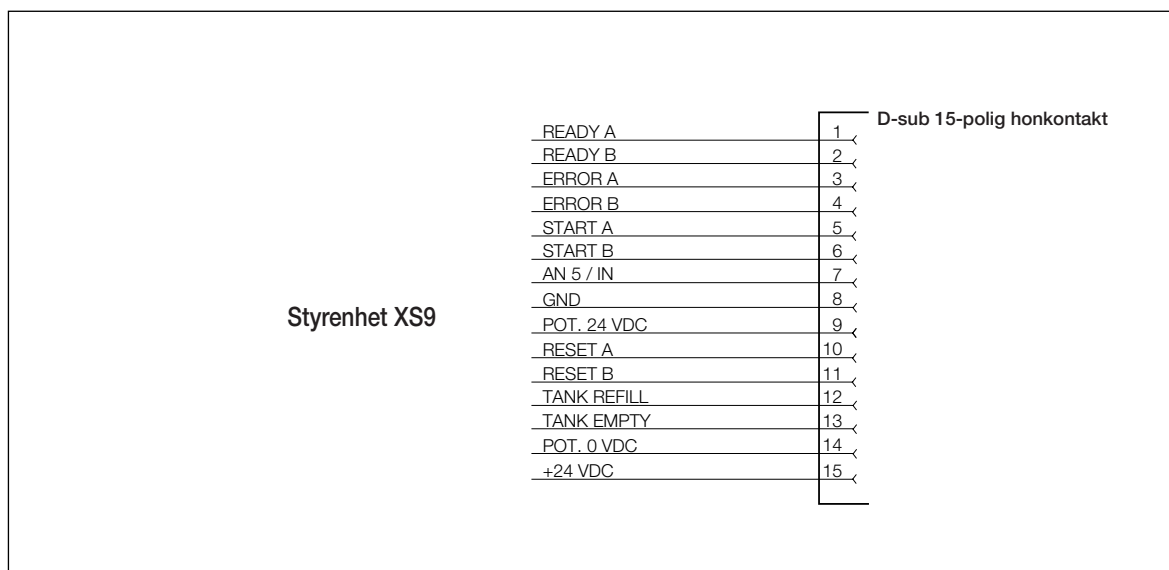 D-sub 15-polig honkontakt
READY A 1
READY B 2
ERROR A 3
ERROR B 4
START A 5
START B 6
AN 5 / IN 7
GND 8
Styrenhet XS9
POT. 24 VDC 9
RESET A 10
RESET B 11
TANK REFILL 12
TANK EMPTY 13
POT. 0 VDC 14
+24 VDC 15